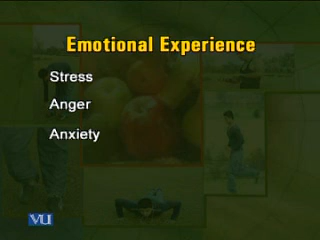 Emotional Experience
Stress
Anger
Anxiety
VU